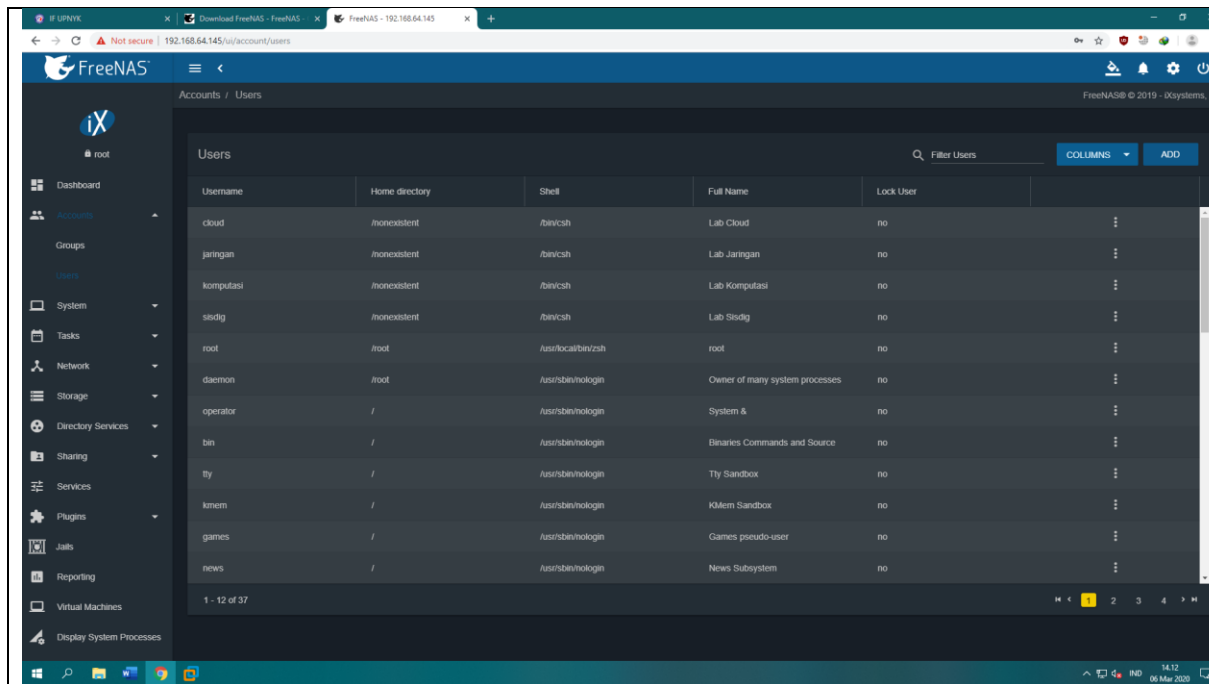 IF UPNYK
Download FreeNAS - FreeNAS -
FreeNAS - 192.168.64.145
Not secure | 192.168.64.145/ui/account/users
FreeNAS
Accounts / Users
FreeNAS® © 2019 - iXsystems,
iX
root
Users
Filter Users
COLUMNS
ADD
Dashboard
Accounts
Groups
Users
System
Tasks
Network
Storage
Directory Services
Sharing
Services
Plugins
Jails
Reporting
Virtual Machines
Display System Processes
Username Home directory Shell Full Name Lock User
cloud /nonexistent /bin/csh Lab Cloud no
jaringan /nonexistent /bin/csh Lab Jaringan no
komputasi /nonexistent /bin/csh Lab Komputasi no
sisdig /nonexistent /bin/csh Lab Sisdig no
root /root /usr/local/bin/zsh root no
daemon /root /usr/sbin/nologin Owner of many system processes no
operator / /usr/sbin/nologin System & no
bin / /usr/sbin/nologin Binaries Commands and Source no
tty / /usr/sbin/nologin Tty Sandbox no
kmem / /usr/sbin/nologin KMem Sandbox no
games / /usr/sbin/nologin Games pseudo-user no
news / /usr/sbin/nologin News Subsystem no
1 - 12 of 37
1 2 3 4
IND
14.12
06 Mar 2020